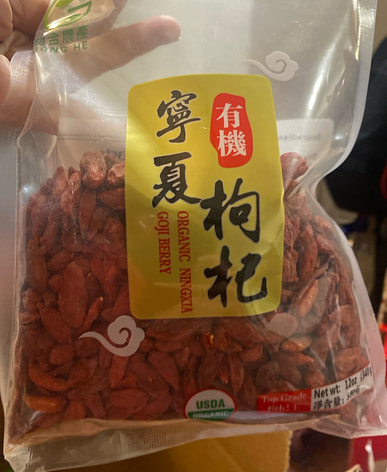 有機
寧夏
枸杞
ORGANIC NINGXIA
GOJI BERRY
USDA
ORGANIC
Top Grade
Net wt: 12oz
淨含量: